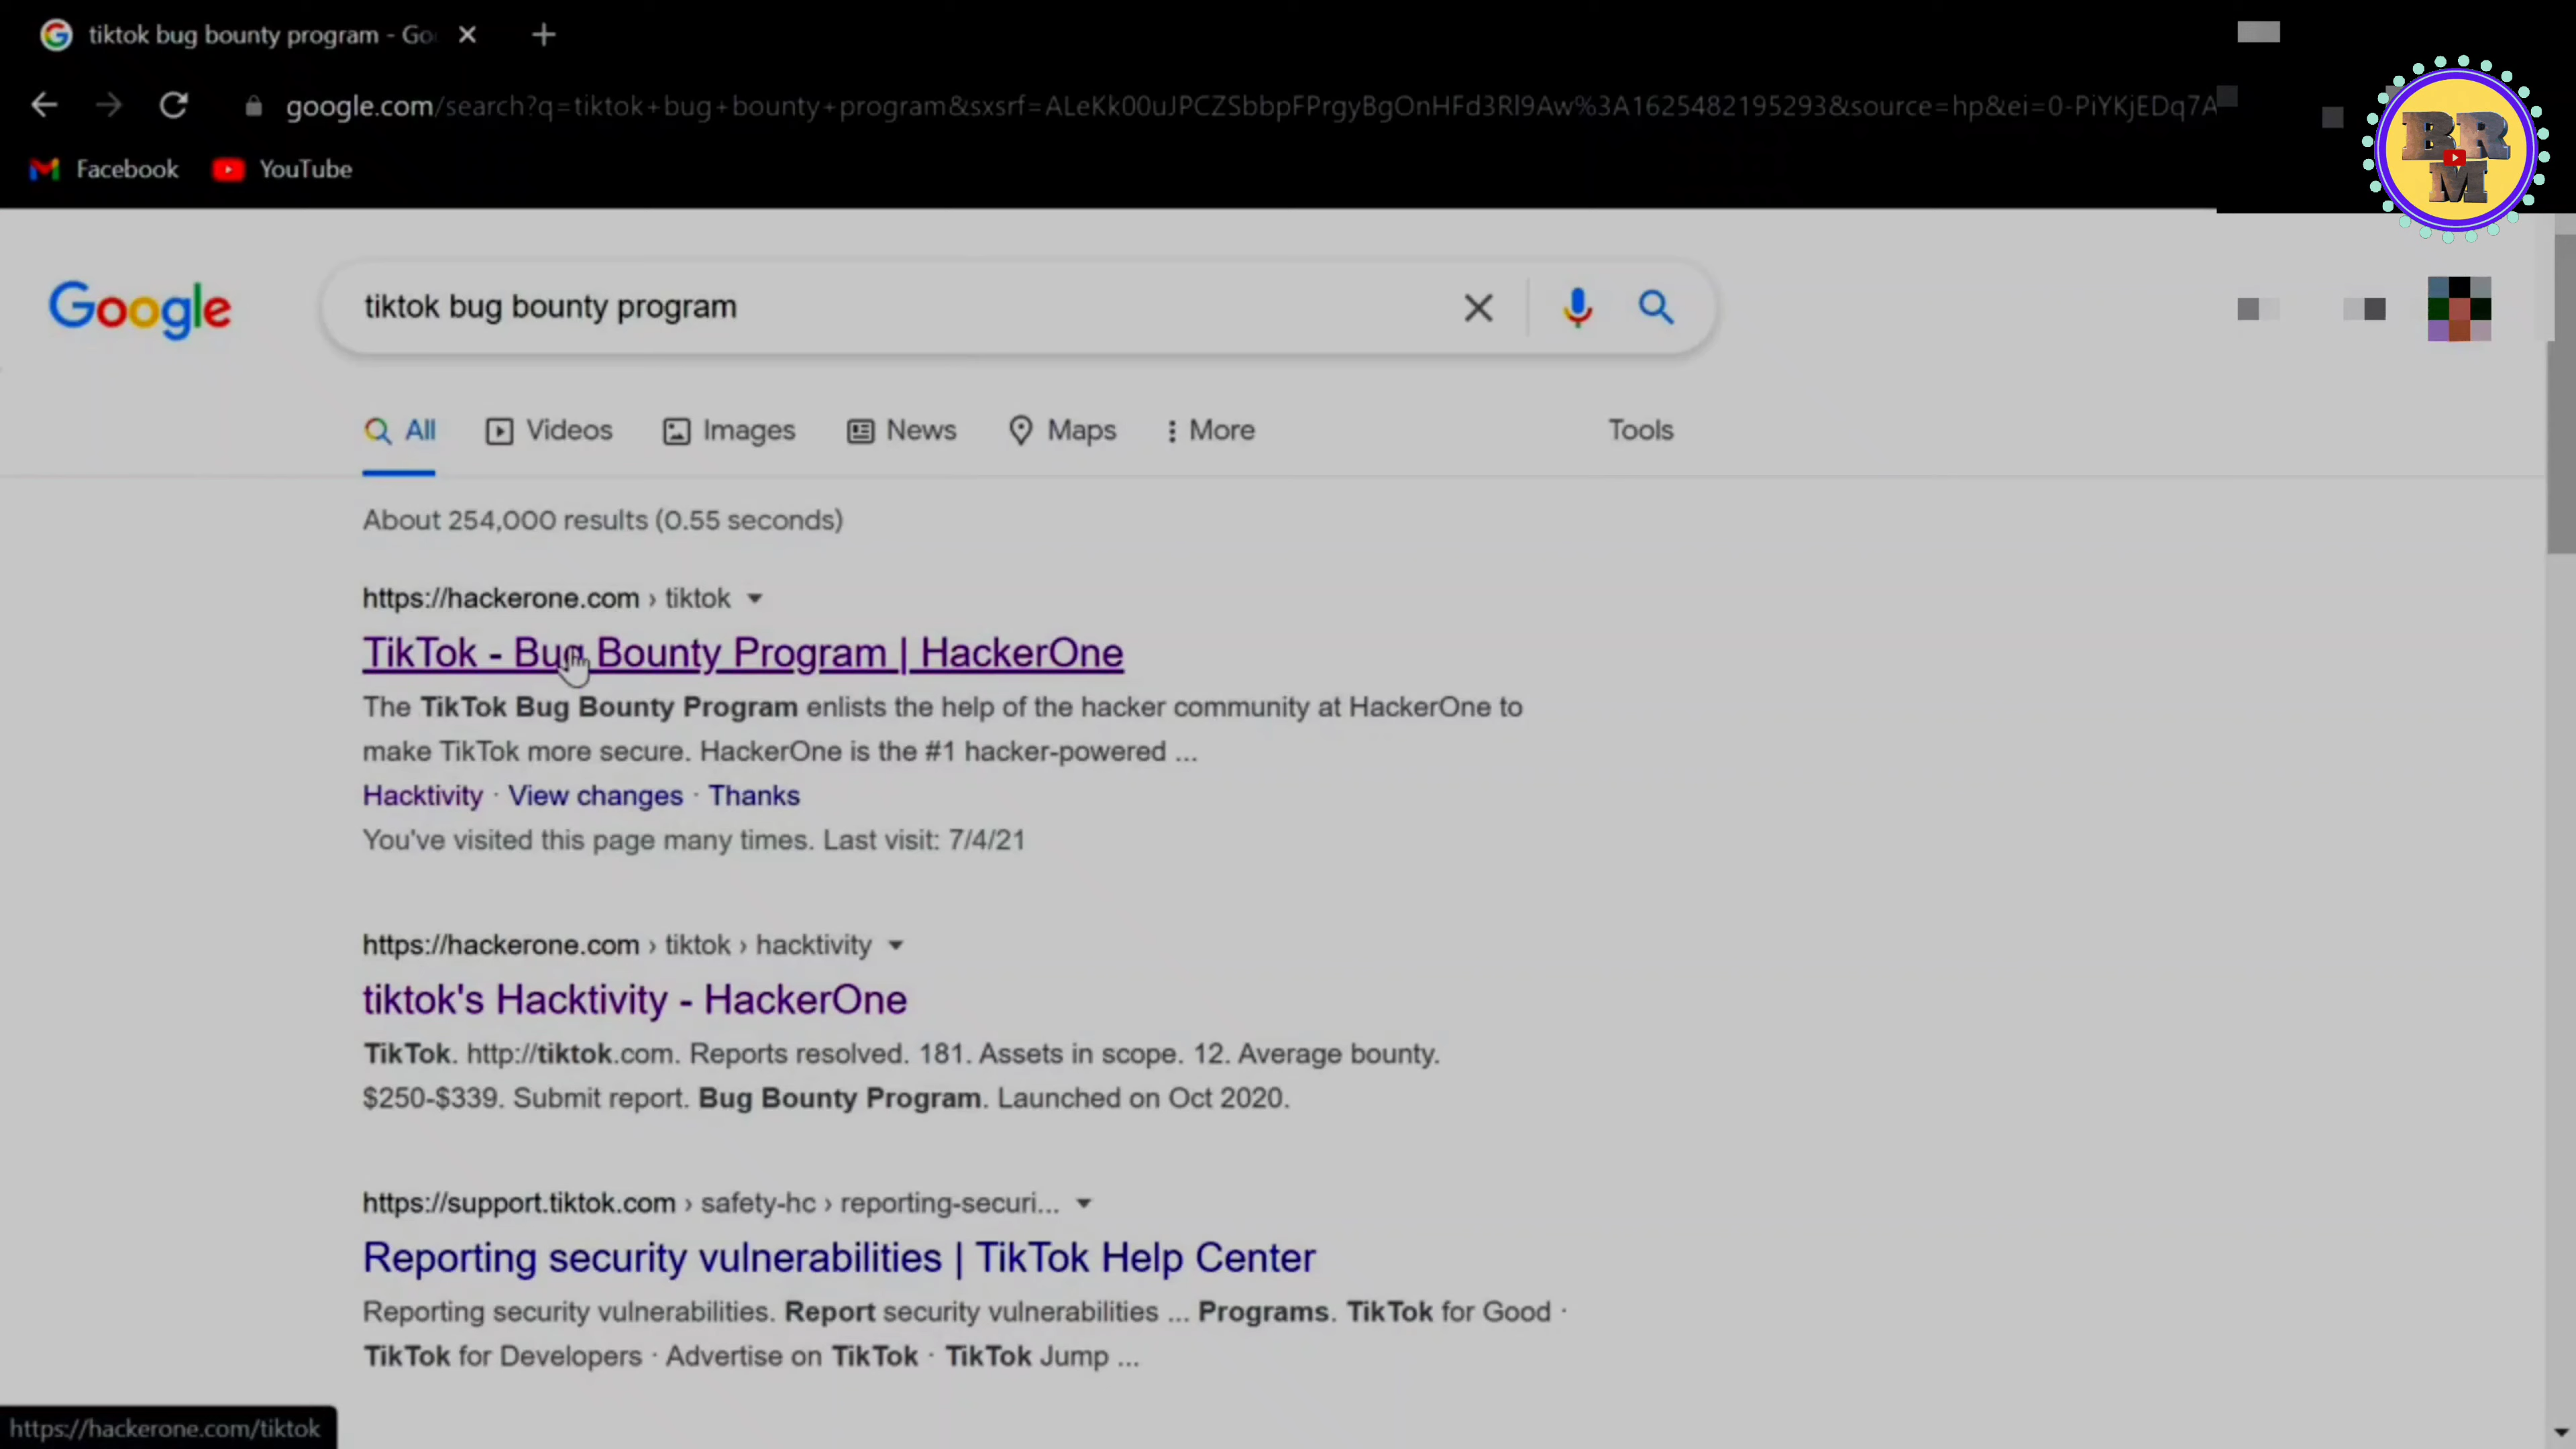 tiktok bug bounty program - Go
google.com/search?q=tiktok+bug+bounty+program&sxsrf=ALeKk00uJPCZSbbpFPrgyBgOnHFd3Rl9Aw%3A1625482195293&source=hp&ei=0-PiYKjEDq7A
Facebook YouTube
BR
M
Google tiktok bug bounty program
All Videos Images News Maps More Tools
About 254,000 results (0.55 seconds)
https://hackerone.com › tiktok
TikTok - Bug Bounty Program | HackerOne
The TikTok Bug Bounty Program enlists the help of the hacker community at HackerOne to
make TikTok more secure. HackerOne is the #1 hacker-powered ...
Hacktivity · View changes · Thanks
You've visited this page many times. Last visit: 7/4/21
https://hackerone.com › tiktok › hacktivity
tiktok's Hacktivity - HackerOne
TikTok. http://tiktok.com. Reports resolved. 181. Assets in scope. 12. Average bounty.
$250-$339. Submit report. Bug Bounty Program. Launched on Oct 2020.
https://support.tiktok.com › safety-hc › reporting-securi...
Reporting security vulnerabilities | TikTok Help Center
Reporting security vulnerabilities. Report security vulnerabilities ... Programs. TikTok for Good ·
TikTok for Developers · Advertise on TikTok · TikTok Jump ...
https://hackerone.com/tiktok